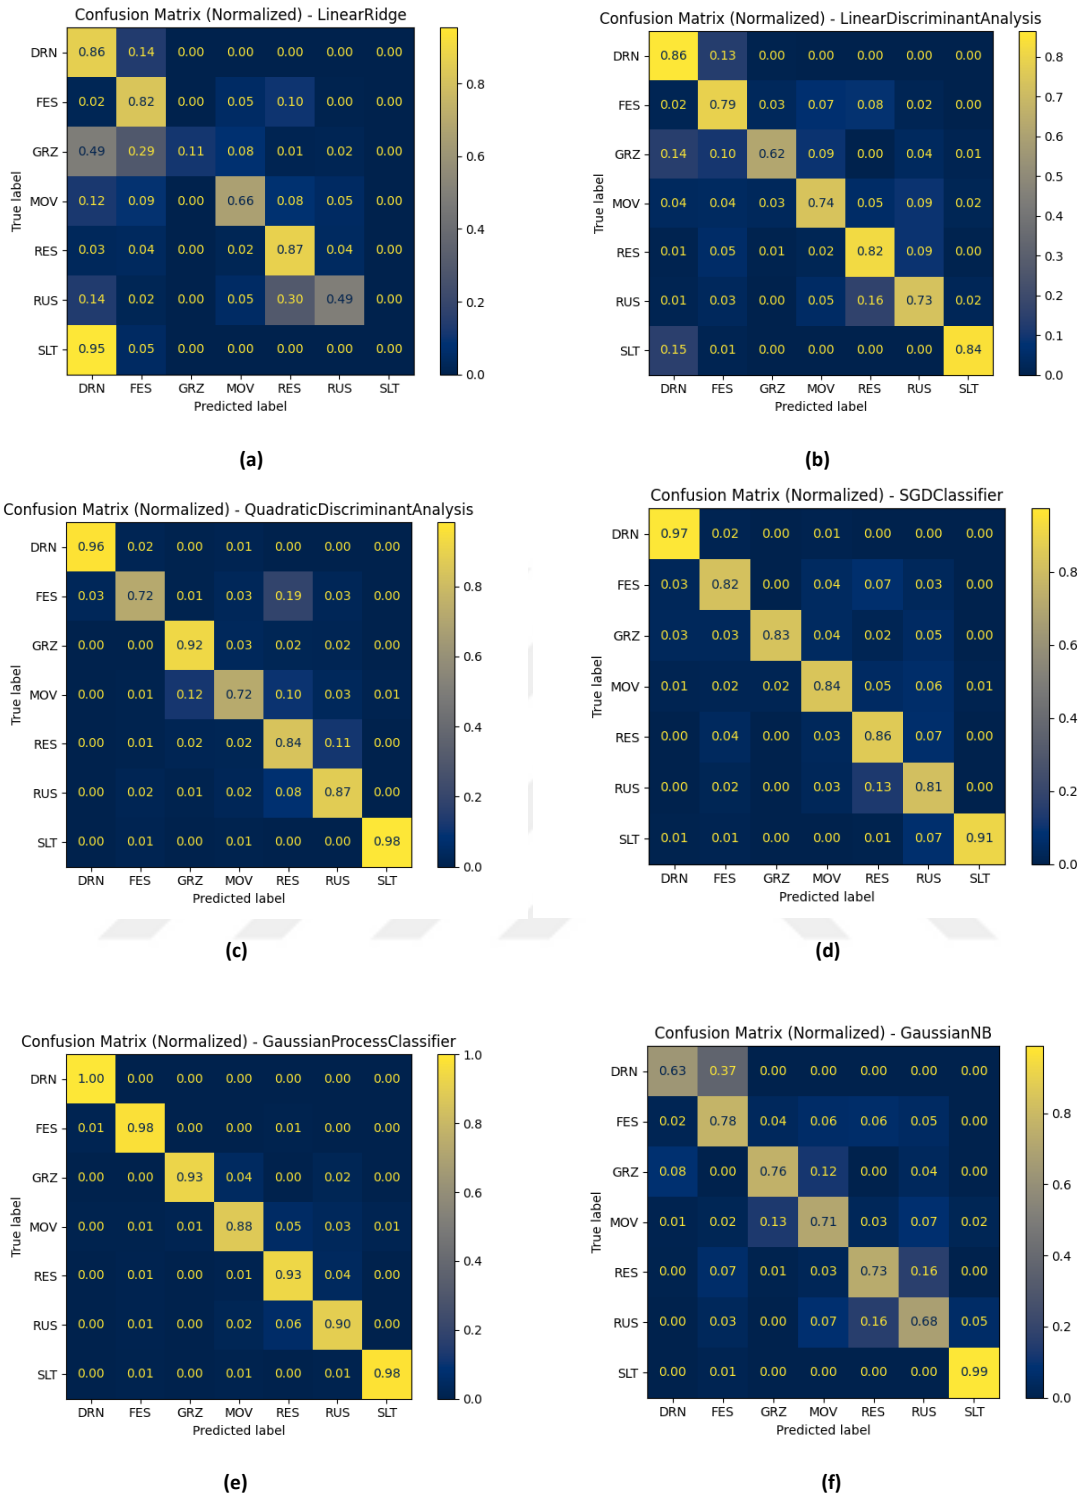 Confusion Matrix (Normalized) - LinearRidge
True label
DRN 0.86 0.14 0.00 0.00 0.00 0.00 0.00
FES 0.02 0.82 0.00 0.05 0.10 0.00 0.00
GRZ 0.49 0.29 0.11 0.08 0.01 0.02 0.00
MOV 0.12 0.09 0.00 0.66 0.08 0.05 0.00
RES 0.03 0.04 0.00 0.02 0.87 0.04 0.00
RUS 0.14 0.02 0.00 0.05 0.30 0.49 0.00
SLT 0.95 0.05 0.00 0.00 0.00 0.00 0.00
DRN FES GRZ MOV RES RUS SLT
Predicted label
0.8
0.6
0.4
0.2
0.0
(a)
Confusion Matrix (Normalized) - LinearDiscriminantAnalysis
True label
DRN 0.86 0.13 0.00 0.00 0.00 0.00 0.00
FES 0.02 0.79 0.03 0.07 0.08 0.02 0.00
GRZ 0.14 0.10 0.62 0.09 0.00 0.04 0.01
MOV 0.04 0.04 0.03 0.74 0.05 0.09 0.02
RES 0.01 0.05 0.01 0.02 0.82 0.09 0.00
RUS 0.01 0.03 0.00 0.05 0.16 0.73 0.02
SLT 0.15 0.01 0.00 0.00 0.00 0.00 0.84
DRN FES GRZ MOV RES RUS SLT
Predicted label
0.8
0.7
0.6
0.5
0.4
0.3
0.2
0.1
0.0
(b)
Confusion Matrix (Normalized) - QuadraticDiscriminantAnalysis
True label
DRN 0.96 0.02 0.00 0.01 0.00 0.00 0.00
FES 0.03 0.72 0.01 0.03 0.19 0.03 0.00
GRZ 0.00 0.00 0.92 0.03 0.02 0.02 0.00
MOV 0.00 0.01 0.12 0.72 0.10 0.03 0.01
RES 0.00 0.01 0.02 0.02 0.84 0.11 0.00
RUS 0.00 0.02 0.01 0.02 0.08 0.87 0.00
SLT 0.00 0.01 0.00 0.01 0.00 0.00 0.98
DRN FES GRZ MOV RES RUS SLT
Predicted label
0.8
0.6
0.4
0.2
0.0
(c)
Confusion Matrix (Normalized) - SGDClassifier
True label
DRN 0.97 0.02 0.00 0.01 0.00 0.00 0.00
FES 0.03 0.82 0.00 0.04 0.07 0.03 0.00
GRZ 0.03 0.03 0.83 0.04 0.02 0.05 0.00
MOV 0.01 0.02 0.02 0.84 0.05 0.06 0.01
RES 0.00 0.04 0.00 0.03 0.86 0.07 0.00
RUS 0.00 0.02 0.00 0.03 0.13 0.81 0.00
SLT 0.01 0.01 0.00 0.00 0.01 0.07 0.91
DRN FES GRZ MOV RES RUS SLT
Predicted label
0.8
0.6
0.4
0.2
0.0
(d)
Confusion Matrix (Normalized) - GaussianProcessClassifier
True label
DRN 1.00 0.00 0.00 0.00 0.00 0.00 0.00
FES 0.01 0.98 0.00 0.00 0.01 0.00 0.00
GRZ 0.00 0.00 0.93 0.04 0.00 0.02 0.00
MOV 0.00 0.01 0.01 0.88 0.05 0.03 0.01
RES 0.00 0.01 0.00 0.01 0.93 0.04 0.00
RUS 0.00 0.01 0.00 0.02 0.06 0.90 0.00
SLT 0.00 0.01 0.00 0.01 0.00 0.01 0.98
DRN FES GRZ MOV RES RUS SLT
Predicted label
1.0
0.8
0.6
0.4
0.2
0.0
(e)
Confusion Matrix (Normalized) - GaussianNB
True label
DRN 0.63 0.37 0.00 0.00 0.00 0.00 0.00
FES 0.02 0.78 0.04 0.06 0.06 0.05 0.00
GRZ 0.08 0.00 0.76 0.12 0.00 0.04 0.00
MOV 0.01 0.02 0.13 0.71 0.03 0.07 0.02
RES 0.00 0.07 0.01 0.03 0.73 0.16 0.00
RUS 0.00 0.03 0.00 0.07 0.16 0.68 0.05
SLT 0.00 0.01 0.00 0.00 0.00 0.00 0.99
DRN FES GRZ MOV RES RUS SLT
Predicted label
0.8
0.6
0.4
0.2
0.0
(f)